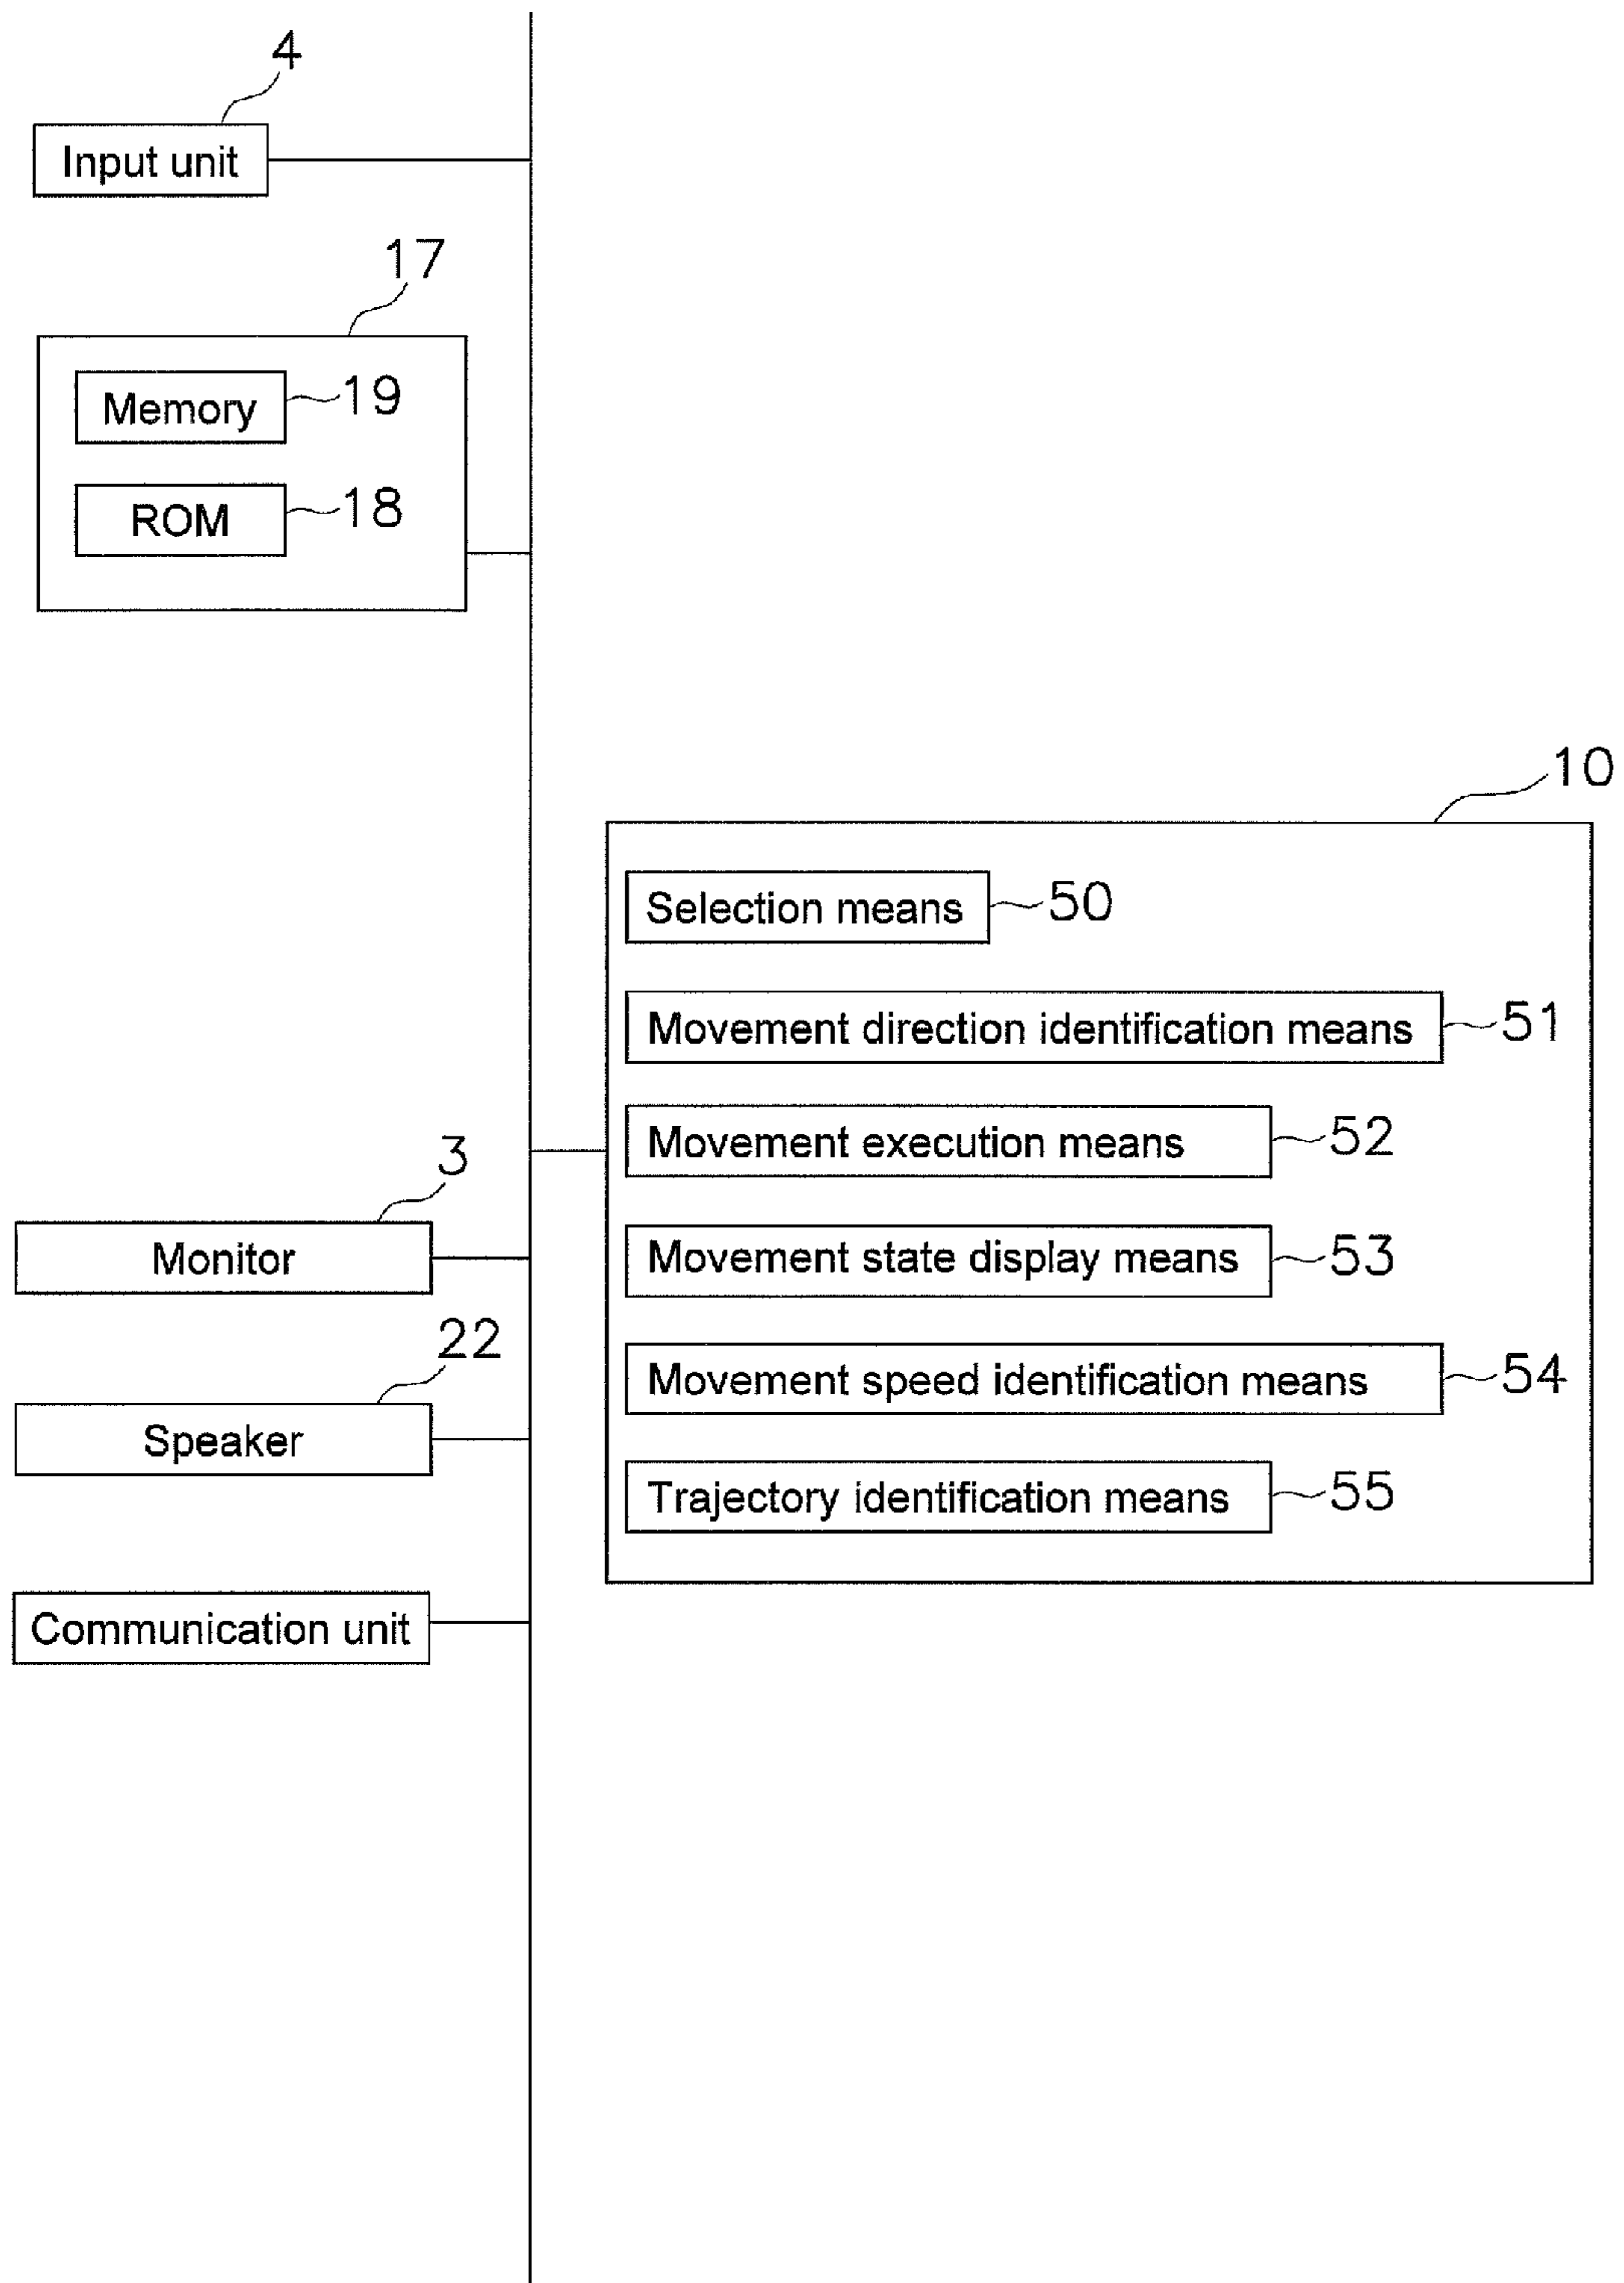 4
Input unit
17
Memory
19
ROM
18
10
Selection means
50
Movement direction identification means
51
Movement execution means
52
3
Monitor
Movement state display means
53
22
Speaker
Movement speed identification means
54
Trajectory identification means
55
Communication unit